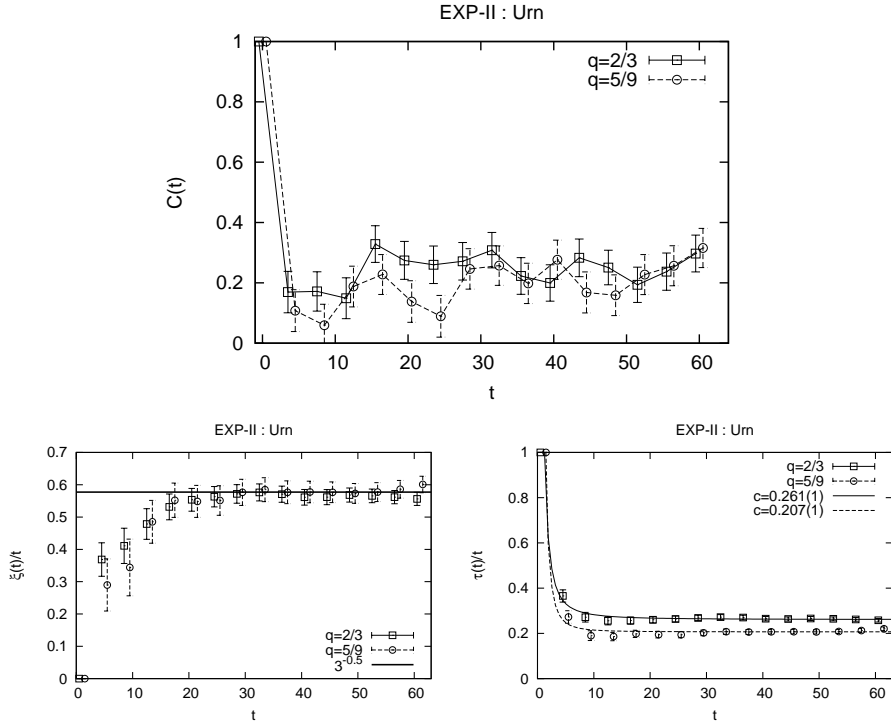 EXP-II : Urn
q=2/3
q=5/9
C(t)
1
0.8
0.6
0.4
0.2
0
0 10 20 30 40 50 60
t
EXP-II : Urn
ξ(t)/t
0.7
0.6
0.5
0.4
0.3
0.2
0.1
0
q=2/3
q=5/9
3^-0.5
0 10 20 30 40 50 60
t
EXP-II : Urn
τ(t)/t
1
0.8
0.6
0.4
0.2
0
q=2/3
q=5/9
c=0.261(1)
c=0.207(1)
0 10 20 30 40 50 60
t